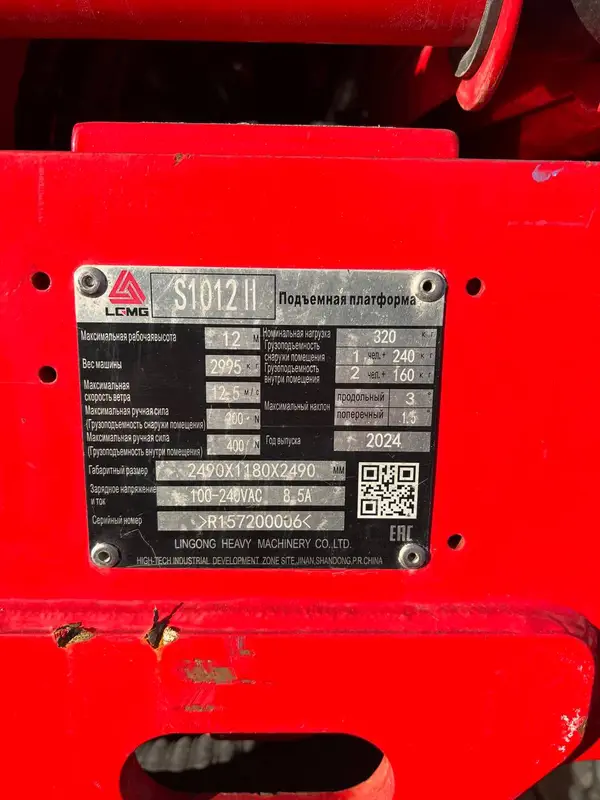 LGMG
S1012 II
Подъемная платформа
Максимальная рабочаявысота 12 м
Вес машины 2995 кг
Максимальная скорость ветра 12.5 м/с
Максимальная ручная сила
(Грузоподъемность снаружи помещения) N
Максимальная ручная сила
(Грузоподъемность внутри помещения) 400 N
Номинальная нагрузка 320 кг
Грузоподъемность
снаружи помещения 1 чел.+ 240 кг
Грузоподъемность
внутри помещения 2 чел.+ 160 кг
Максимальный наклон
продольный 3 °
поперечный 1.5 °
Год выпуска 2024
Габаритный размер 2490X1180X2490 мм
Зарядное напряжение
и ток 100-240VAC 8.5A
Серийный номер >R157200006<
EAC
LINGONG HEAVY MACHINERY CO.,LTD.
HIGH-TECH INDUSTRIAL DEVELOPMENT ZONE SITE,JINAN,SHANDONG,P.R.CHINA